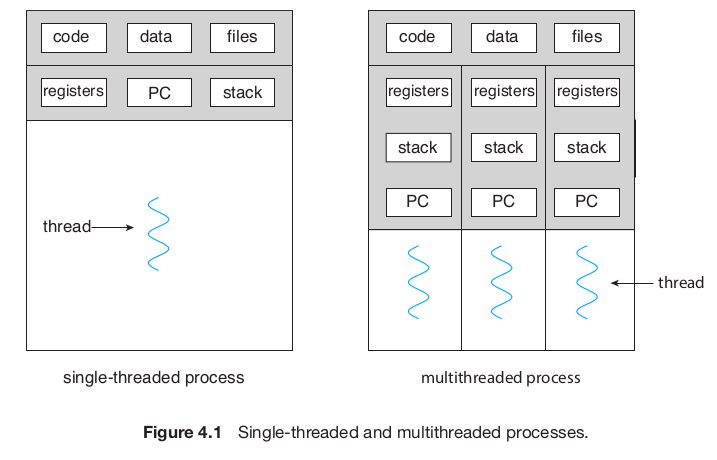 code data files code data files
registers PC stack registers registers registers
stack stack stack
PC PC PC
thread
thread
single-threaded process multithreaded process
Figure 4.1 Single-threaded and multithreaded processes.